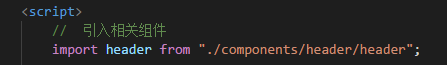 <script>
//  引入相关组件
import header from "./components/header/header";